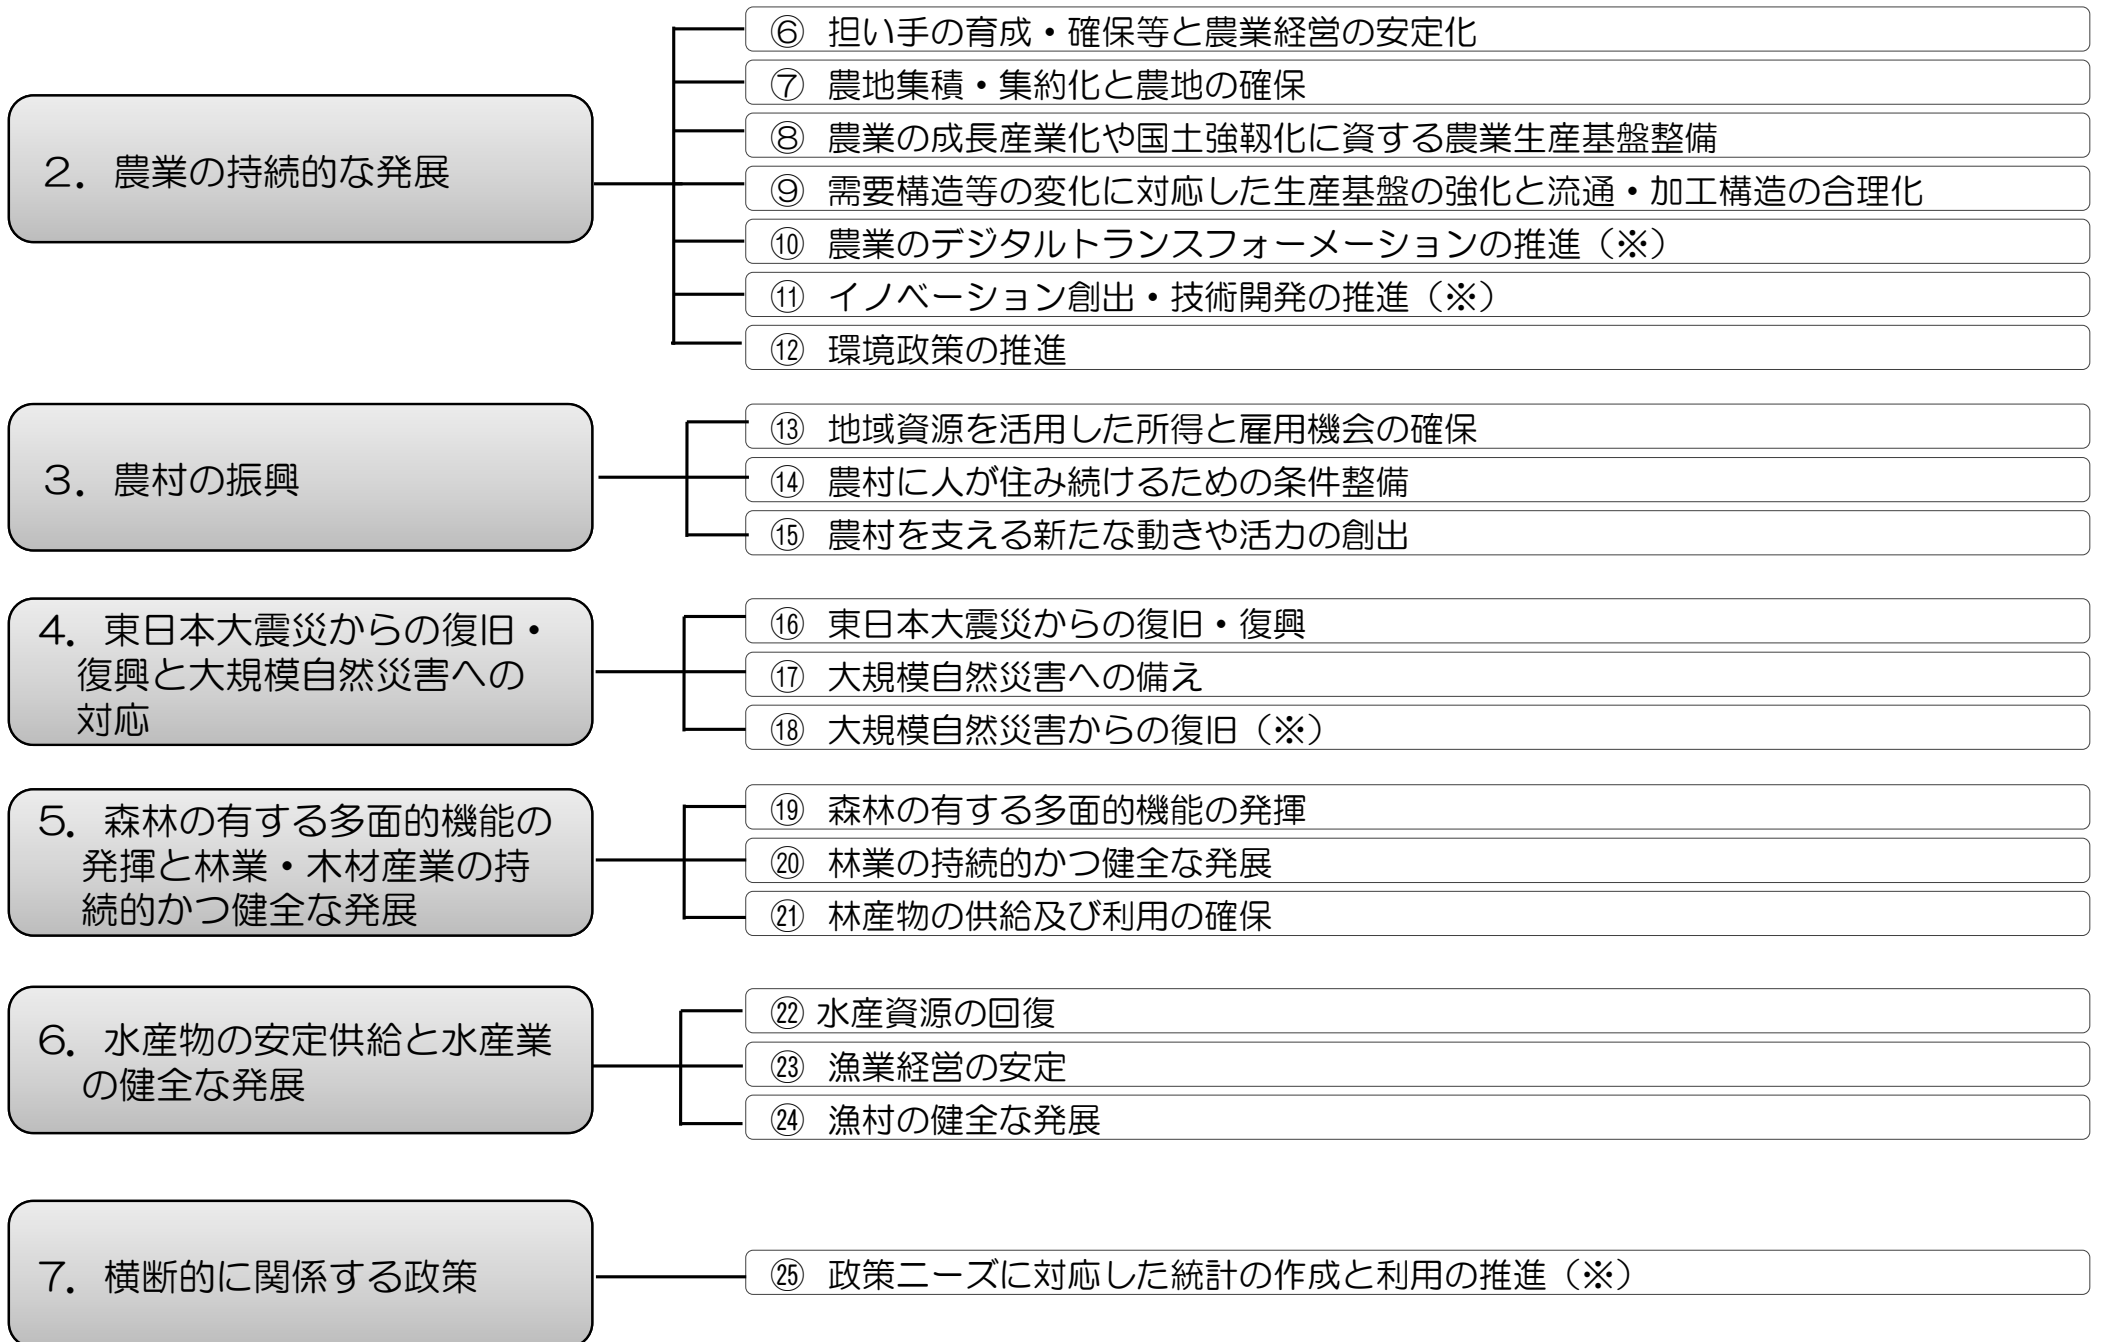 ２．農業の持続的な発展
⑥ 担い手の育成・確保等と農業経営の安定化
⑦ 農地集積・集約化と農地の確保
⑧ 農業の成長産業化や国土強靱化に資する農業生産基盤整備
⑨ 需要構造等の変化に対応した生産基盤の強化と流通・加工構造の合理化
⑩ 農業のデジタルトランスフォーメーションの推進（※）
⑪ イノベーション創出・技術開発の推進（※）
⑫ 環境政策の推進
３．農村の振興
⑬ 地域資源を活用した所得と雇用機会の確保
⑭ 農村に人が住み続けるための条件整備
⑮ 農村を支える新たな動きや活力の創出
４．東日本大震災からの復旧・
復興と大規模自然災害への
対応
⑯ 東日本大震災からの復旧・復興
⑰ 大規模自然災害への備え
⑱ 大規模自然災害からの復旧（※）
５．森林の有する多面的機能の
発揮と林業・木材産業の持
続的かつ健全な発展
⑲ 森林の有する多面的機能の発揮
⑳ 林業の持続的かつ健全な発展
㉑ 林産物の供給及び利用の確保
６．水産物の安定供給と水産業
の健全な発展
㉒ 水産資源の回復
㉓ 漁業経営の安定
㉔ 漁村の健全な発展
７．横断的に関係する政策
㉕ 政策ニーズに対応した統計の作成と利用の推進（※）